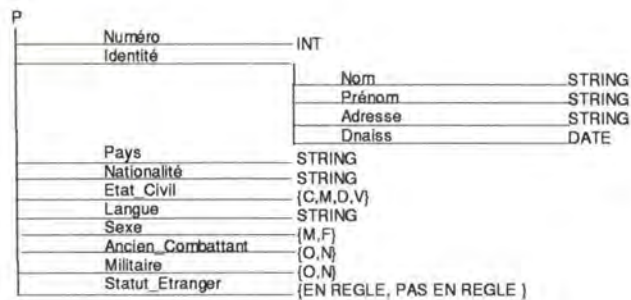 P
Numéro INT
Identité
Nom STRING
Prénom STRING
Adresse STRING
Dnaiss DATE
Pays STRING
Nationalité STRING
Etat_Civil {C,M,D,V}
Langue STRING
Sexe {M,F}
Ancien_Combattant {O,N}
Militaire {O,N}
Statut_Etranger {EN REGLE, PAS EN REGLE }